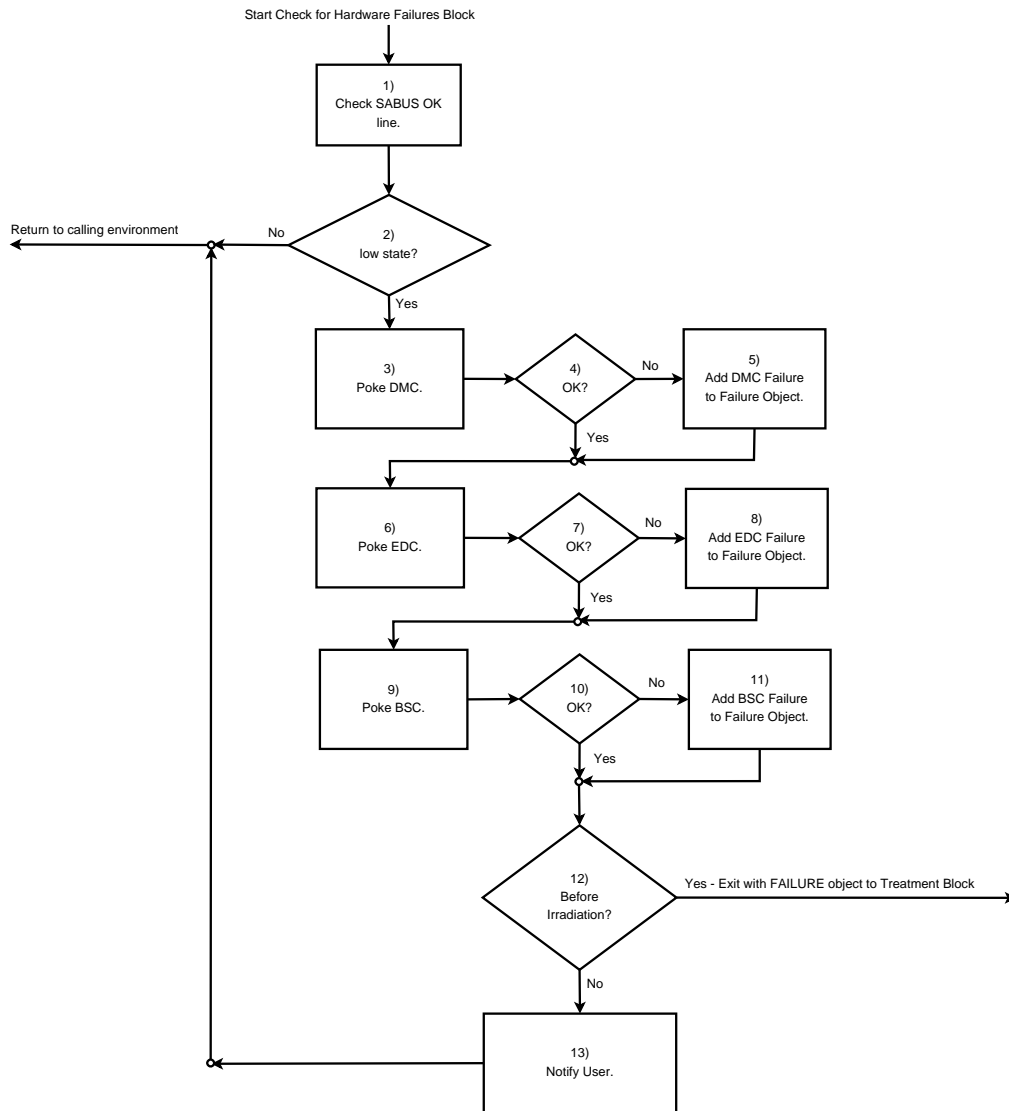 Start Check for Hardware Failures Block
1)
Check SABUS OK
line.
Return to calling environment
No
2)
low state?
Yes
3)
Poke DMC.
4)
OK?
No
5)
Add DMC Failure
to Failure Object.
Yes
6)
Poke EDC.
7)
OK?
No
8)
Add EDC Failure
to Failure Object.
Yes
9)
Poke BSC.
10)
OK?
No
11)
Add BSC Failure
to Failure Object.
Yes
12)
Before
Irradiation?
Yes - Exit with FAILURE object to Treatment Block
No
13)
Notify User.